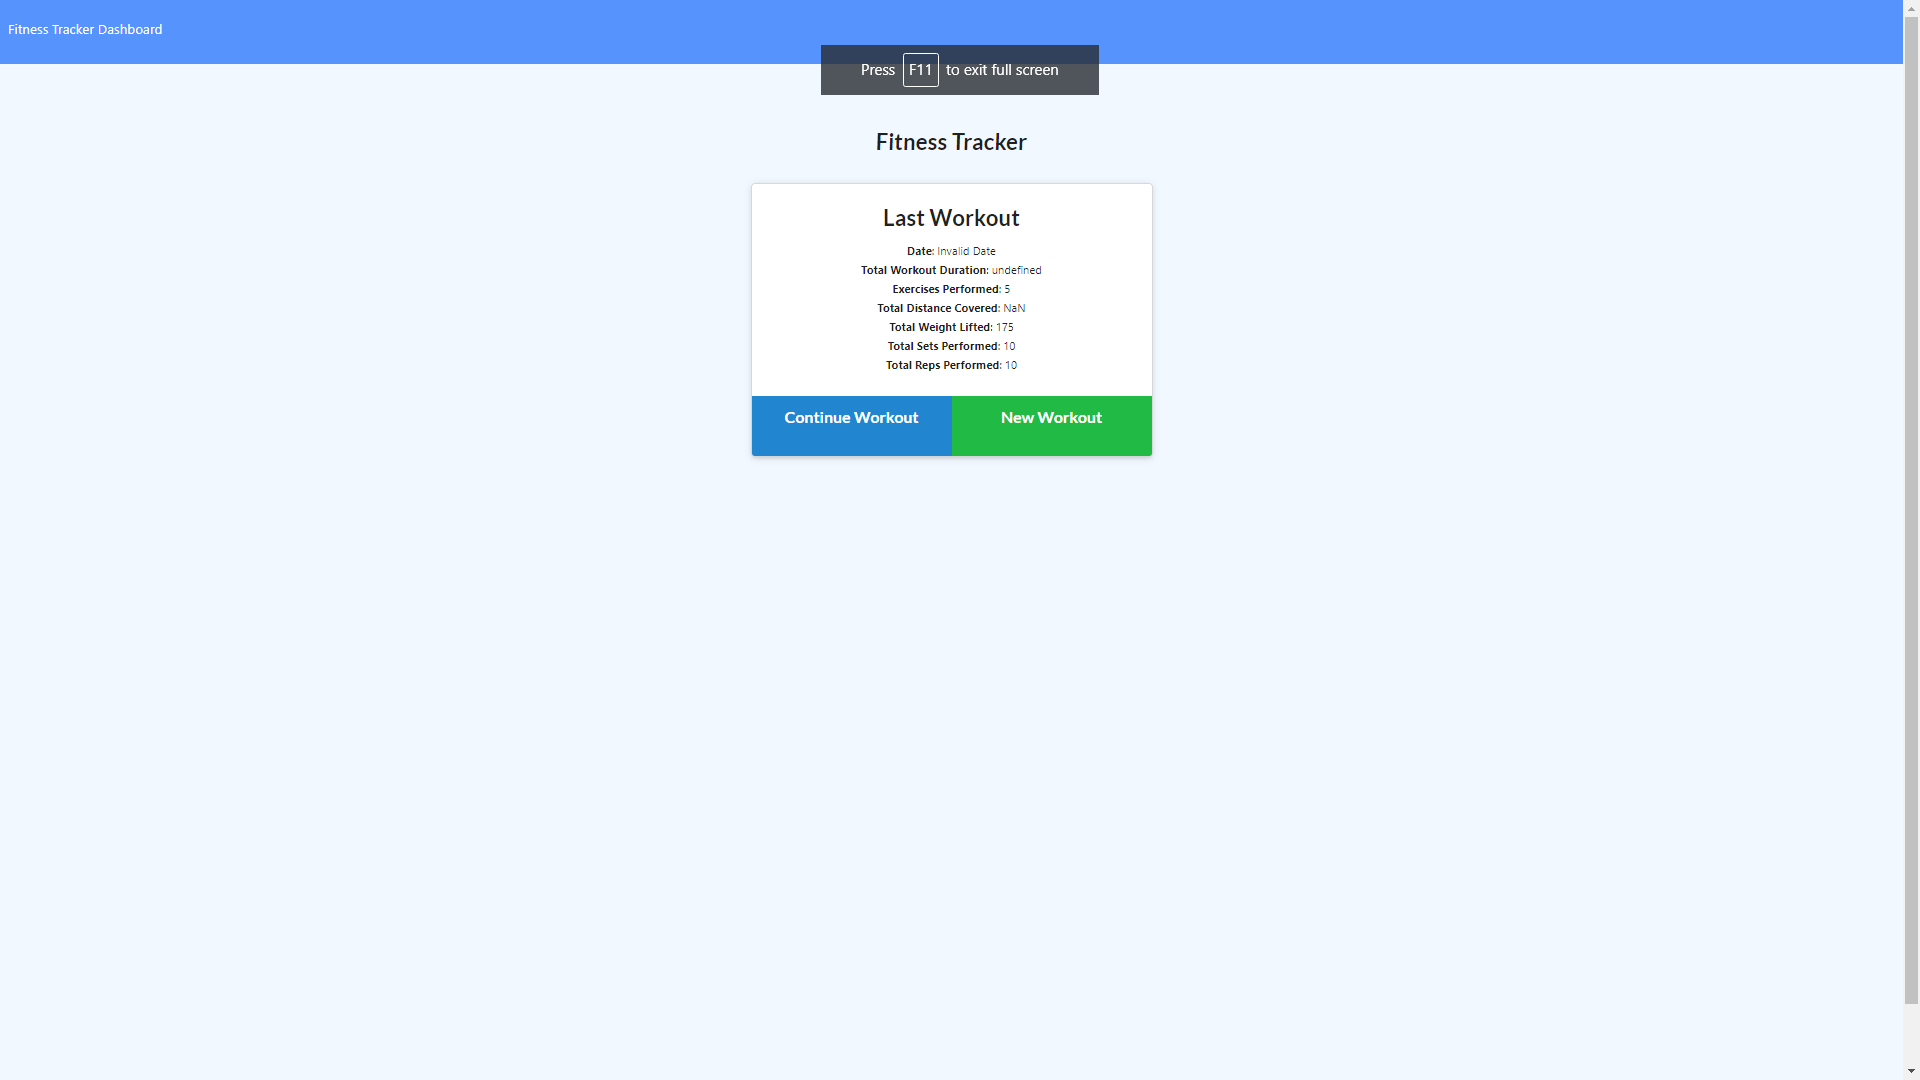 Fitness Tracker Dashboard
Press F11 to exit full screen
Fitness Tracker
Last Workout
Date: Invalid Date
Total Workout Duration: undefined
Exercises Performed: 5
Total Distance Covered: NaN
Total Weight Lifted: 175
Total Sets Performed: 10
Total Reps Performed: 10
Continue Workout
New Workout